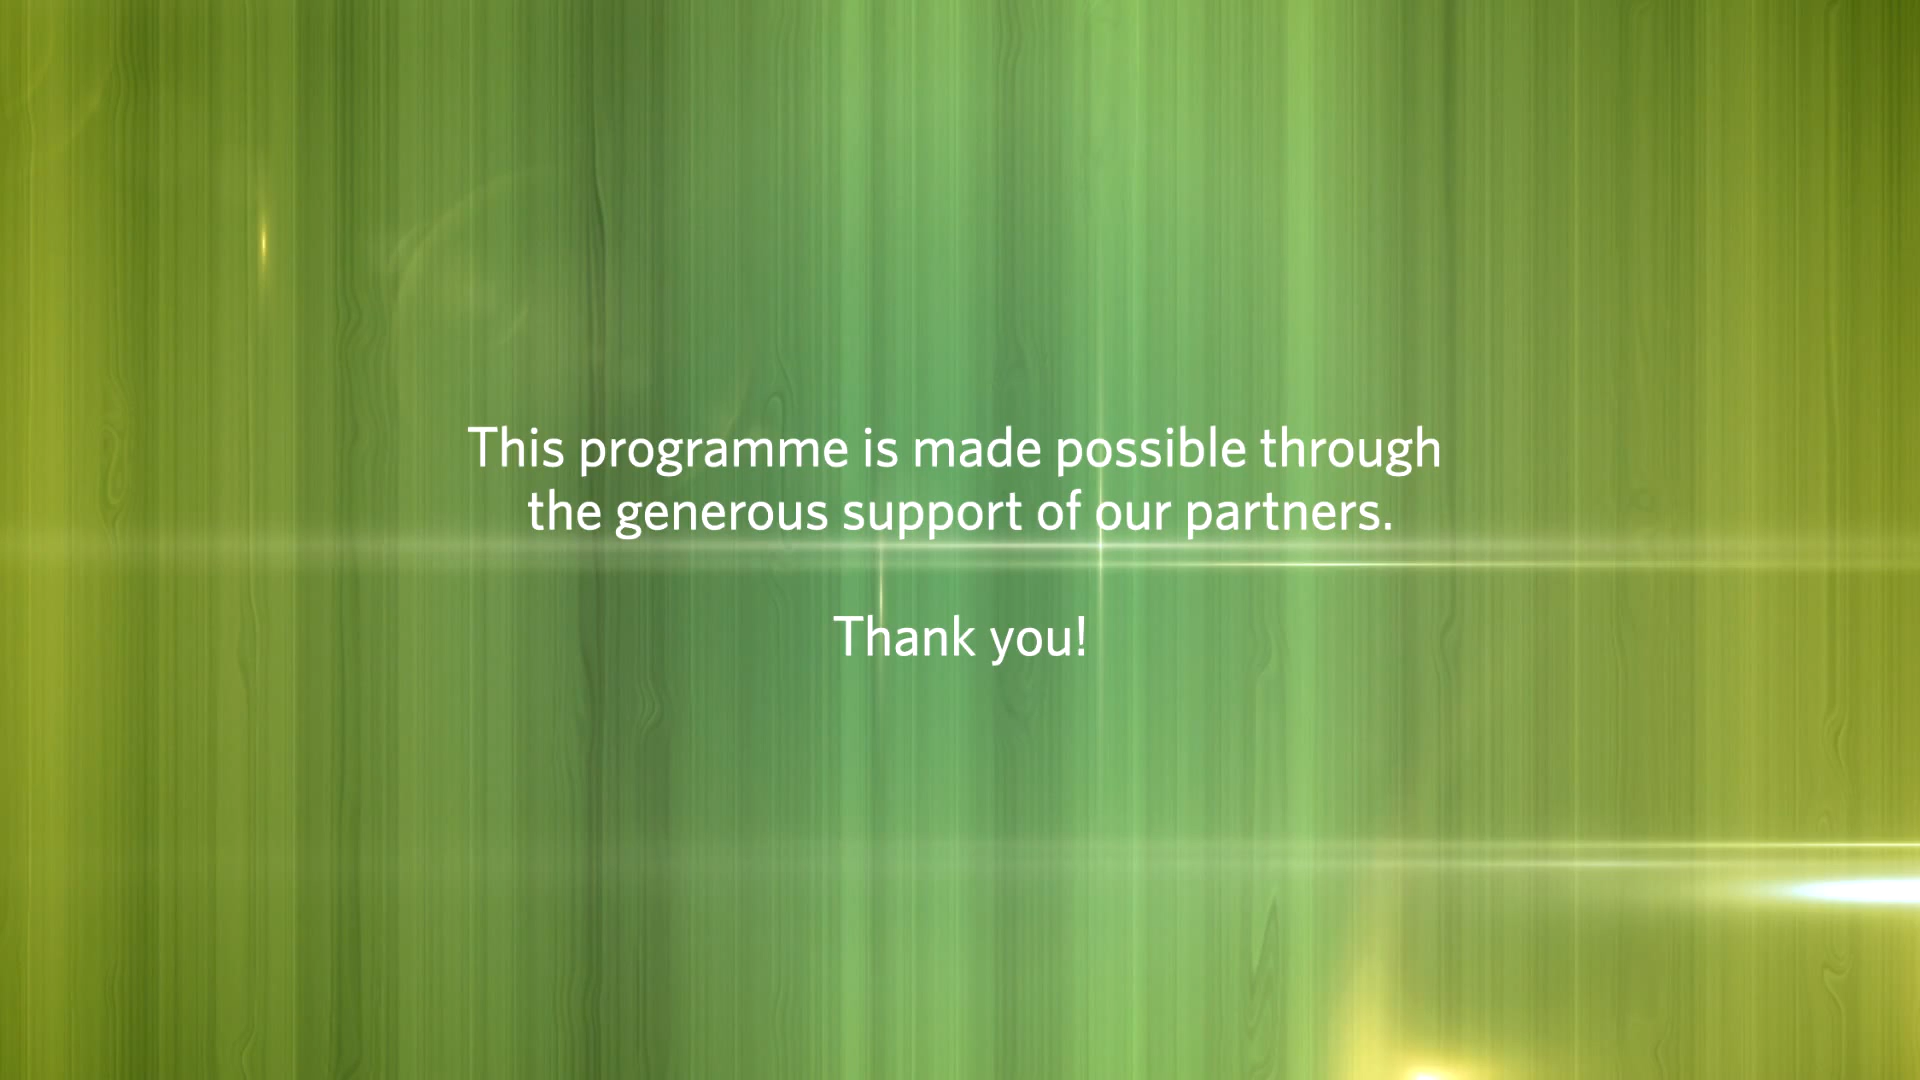 This programme is made possible through
the generous support of our partners.
Thank you!